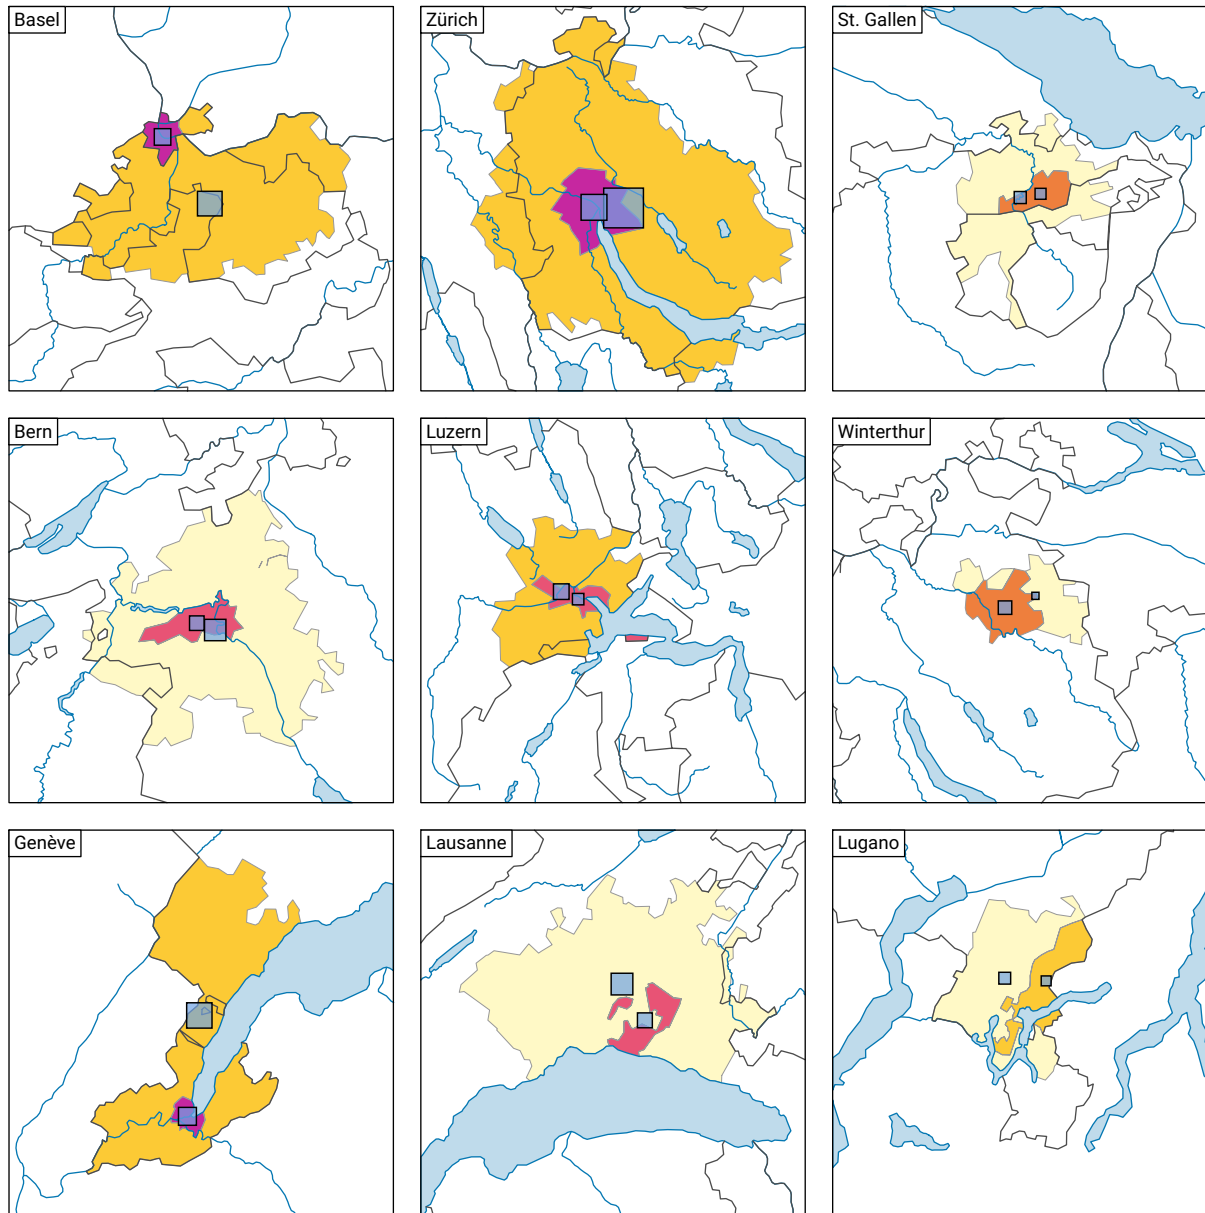 Basel
Zürich
St. Gallen
Bern
Luzern
Winterthur
Genève
Lausanne
Lugano